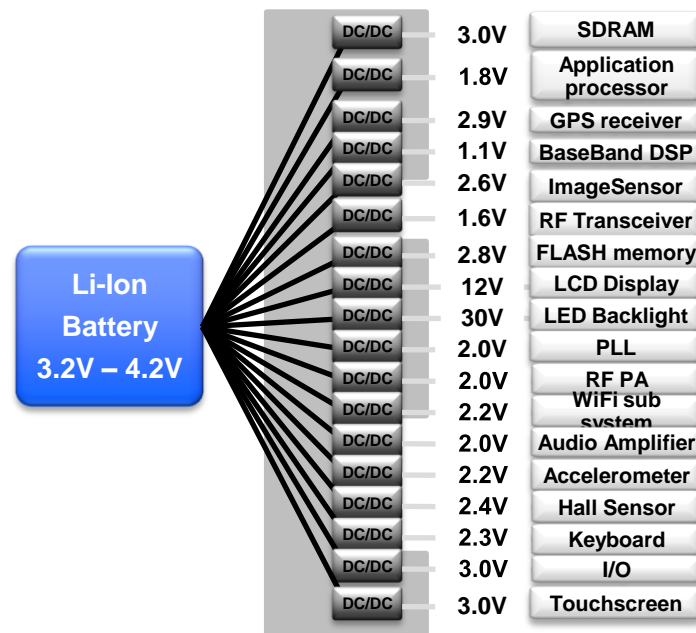 DC/DC 3.0V SDRAM
DC/DC 1.8V Application
processor
DC/DC 2.9V GPS receiver
DC/DC 1.1V BaseBand DSP
DC/DC 2.6V ImageSensor
DC/DC 1.6V RF Transceiver
DC/DC 2.8V FLASH memory
DC/DC 12V LCD Display
DC/DC 30V LED Backlight
DC/DC 2.0V PLL
DC/DC 2.0V RF PA
DC/DC 2.2V WiFi sub
system
DC/DC 2.0V Audio Amplifier
DC/DC 2.2V Accelerometer
DC/DC 2.4V Hall Sensor
DC/DC 2.3V Keyboard
DC/DC 3.0V I/O
DC/DC 3.0V Touchscreen
Li-Ion
Battery
3.2V – 4.2V